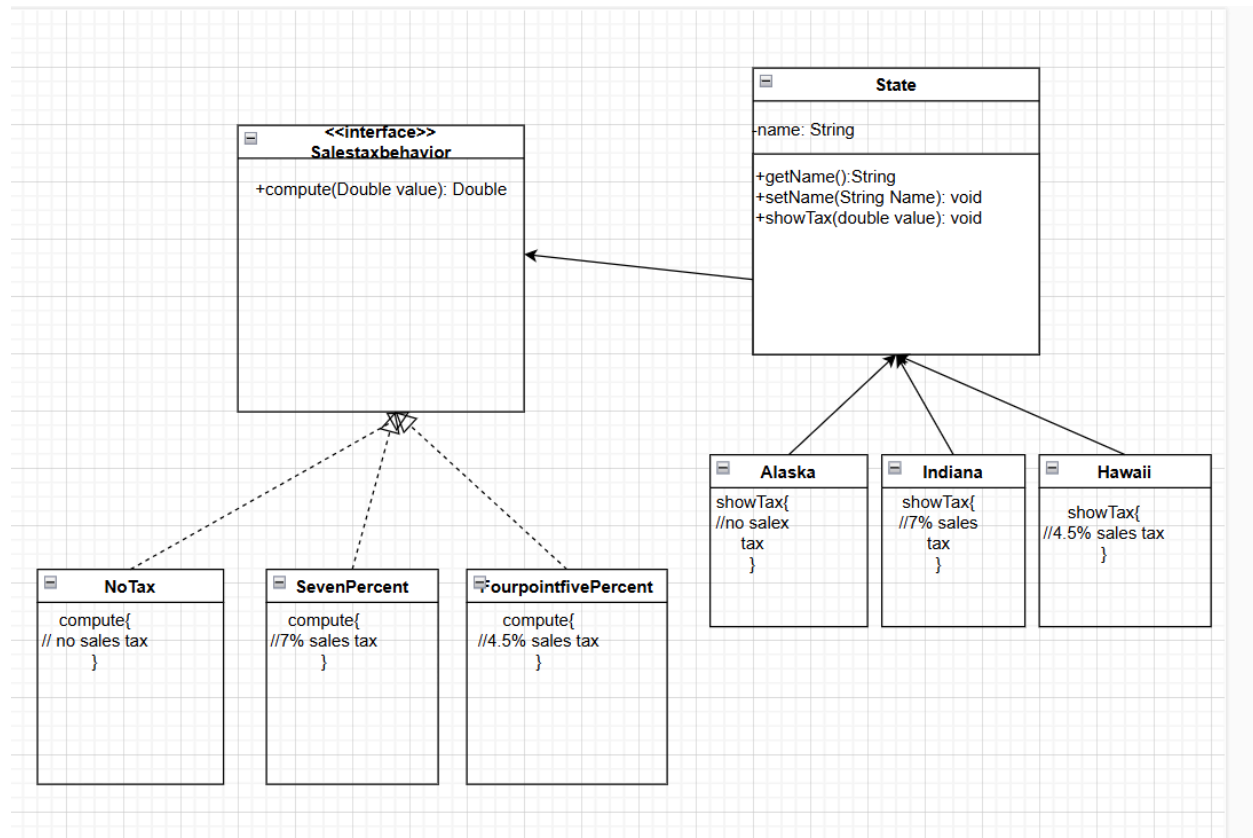 <<interface>>
Salestaxbehavior
+compute(Double value): Double
State
-name: String
+getName():String
+setName(String Name): void
+showTax(double value): void
Alaska
showTax{
//no salex
tax
}
Indiana
showTax{
//7% sales
tax
}
Hawaii
showTax{
//4.5% sales tax
}
NoTax
compute{
// no sales tax
}
SevenPercent
compute{
//7% sales tax
}
FourpointfivePercent
compute{
//4.5% sales tax
}